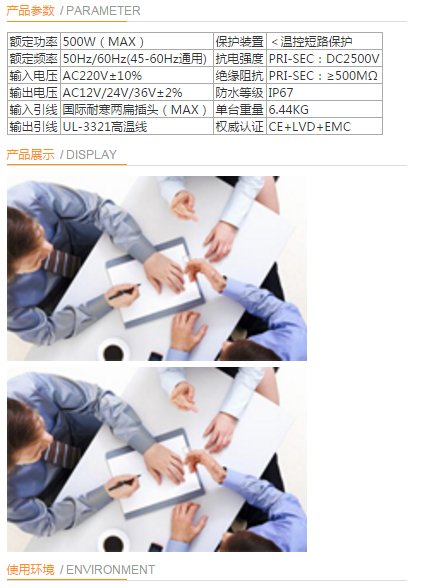 产品参数 / PARAMETER
额定功率 500W（MAX） 保护装置 ＜温控短路保护
额定频率 50Hz/60Hz(45-60Hz通用) 抗电强度 PRI-SEC：DC2500V
输入电压 AC220V±10% 绝缘阻抗 PRI-SEC：≥500MΩ
输出电压 AC12V/24V/36V±2% 防水等级 IP67
输入引线 国际耐寒两扁插头（MAX） 单台重量 6.44KG
输出引线 UL-3321高温线 权威认证 CE+LVD+EMC
产品展示 / DISPLAY
使用环境 / ENVIRONMENT